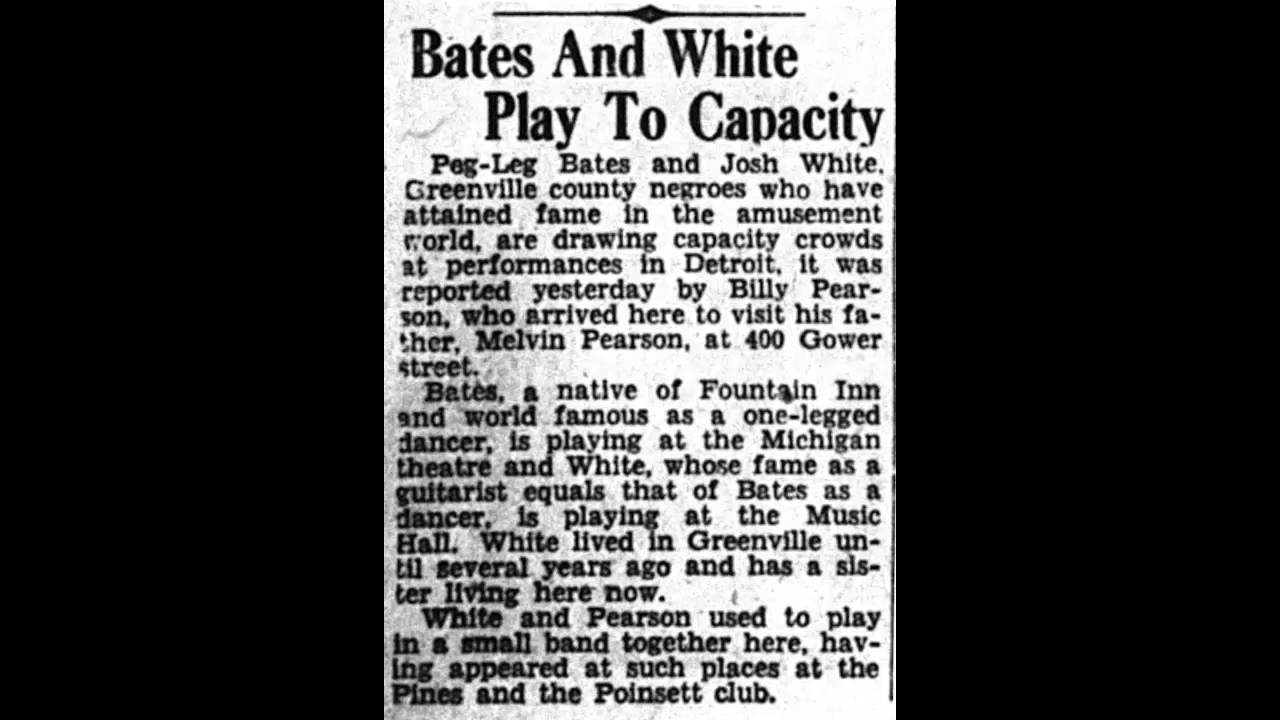 Bates And White
Play To Capacity
Peg-Leg Bates and Josh White,
Greenville county negroes who have
attained fame in the amusement
world, are drawing capacity crowds
at performances in Detroit, it was
reported yesterday by Billy Pear-
son, who arrived here to visit his fa-
ther, Melvin Pearson, at 400 Gower
street.
Bates, a native of Fountain Inn
and world famous as a one-legged
dancer, is playing at the Michigan
theatre and White, whose fame as a
guitarist equals that of Bates as a
dancer, is playing at the Music
Hall. White lived in Greenville un-
til several years ago and has a sis-
ter living here now.
White and Pearson used to play
in a small band together here, hav-
ing appeared at such places at the
Pines and the Poinsett club.